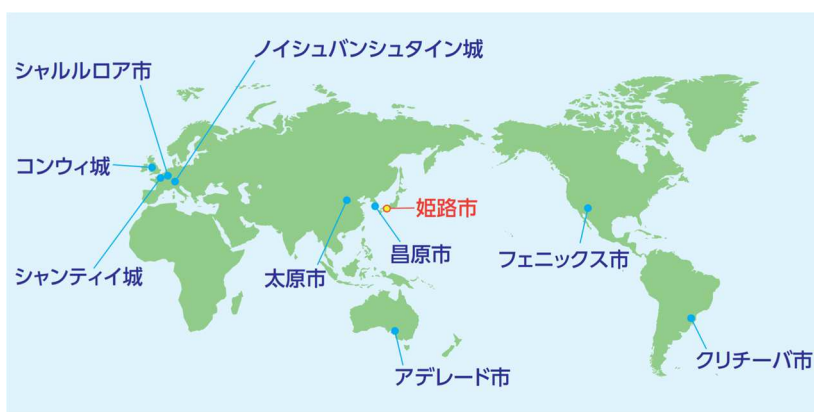 ノイシュバンシュタイン城
シャルルロア市
コンウィ城
姫路市
昌原市
フェニックス市
シャンティイ城
太原市
クリチーバ市
アデレード市